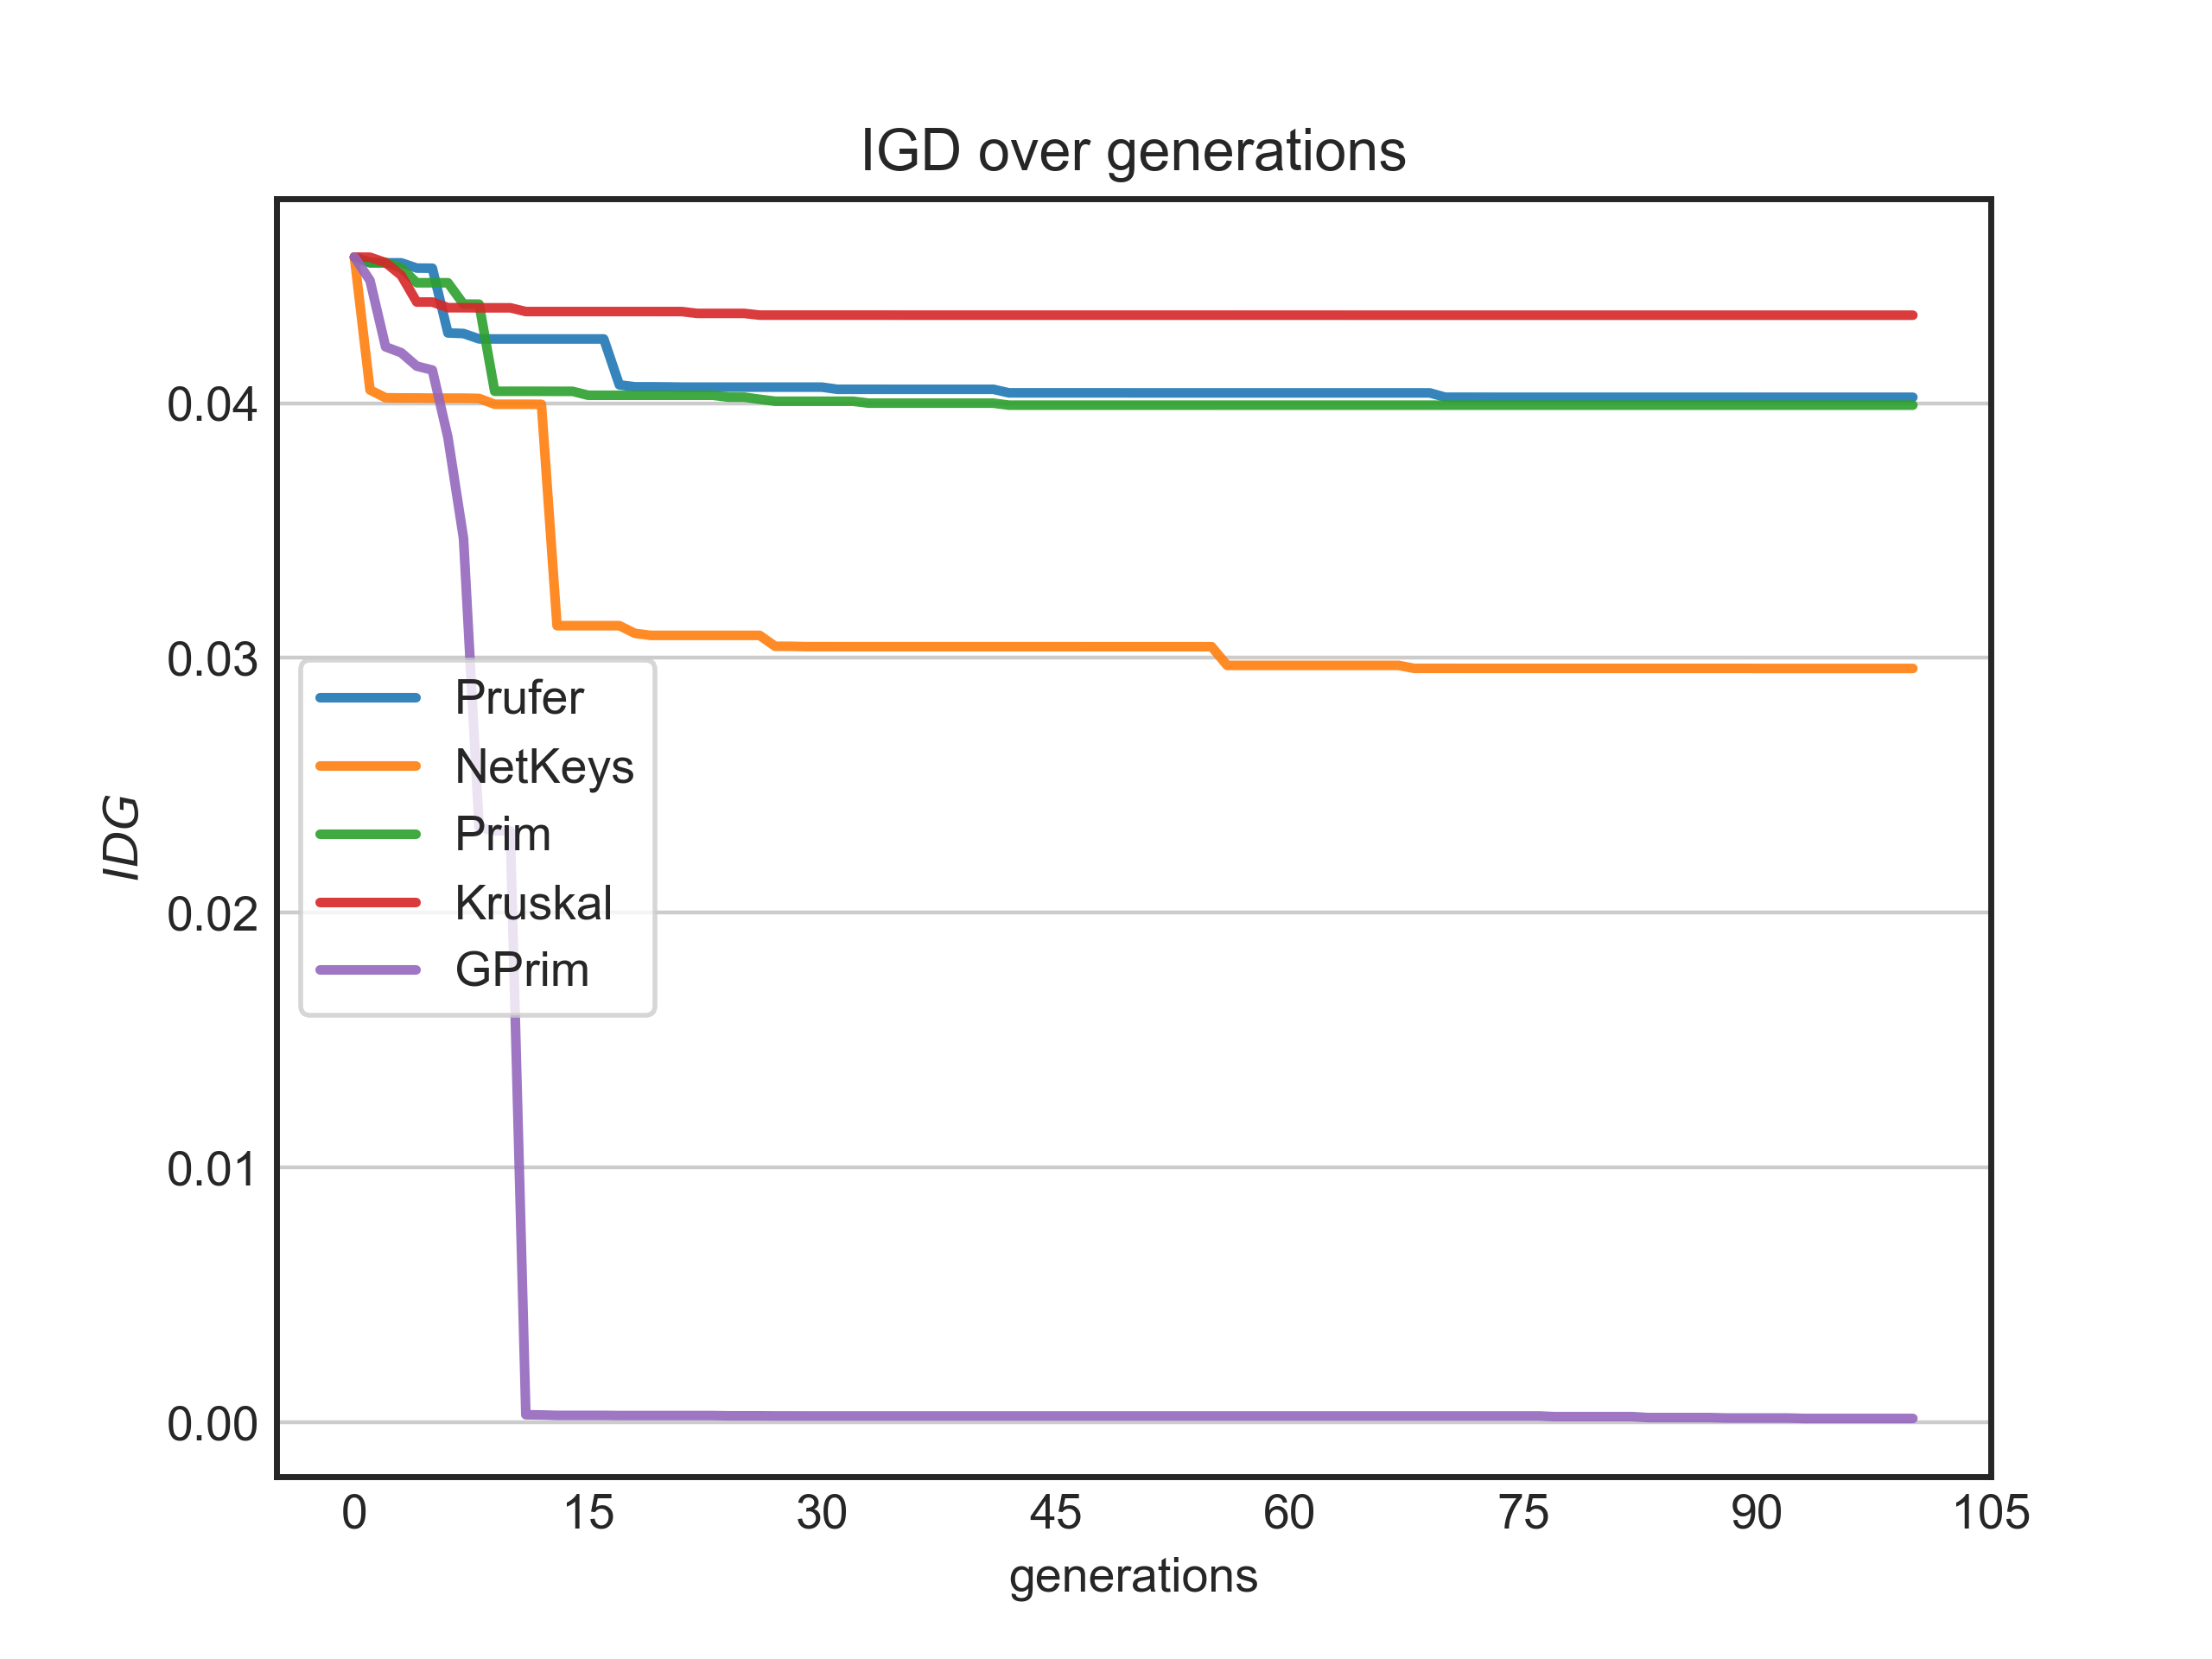 IGD over generations
IDG
0.04
0.03
0.02
0.01
0.00
Prufer
NetKeys
Prim
Kruskal
GPrim
0 15 30 45 60 75 90 105
generations